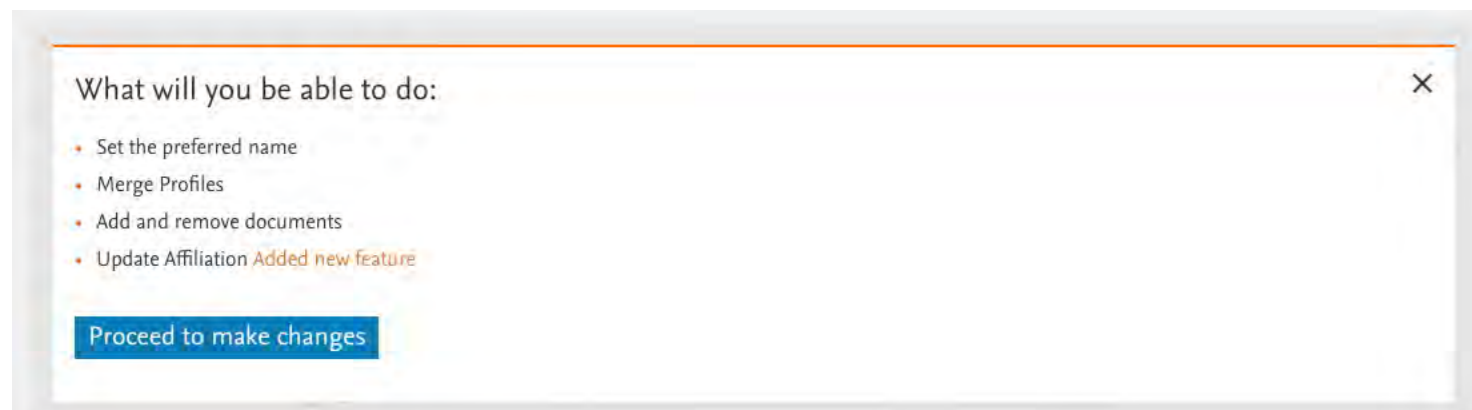 What will you be able to do:
Set the preferred name
Merge Profiles
Add and remove documents
Update Affiliation Added new feature
Proceed to make changes